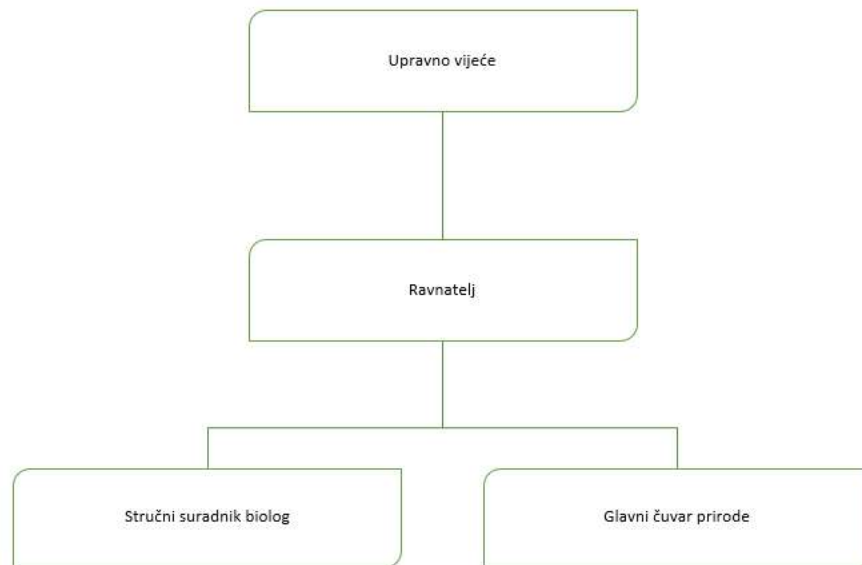 Upravno vijeće
Ravnatelj
Stručni suradnik biolog
Glavni čuvar prirode